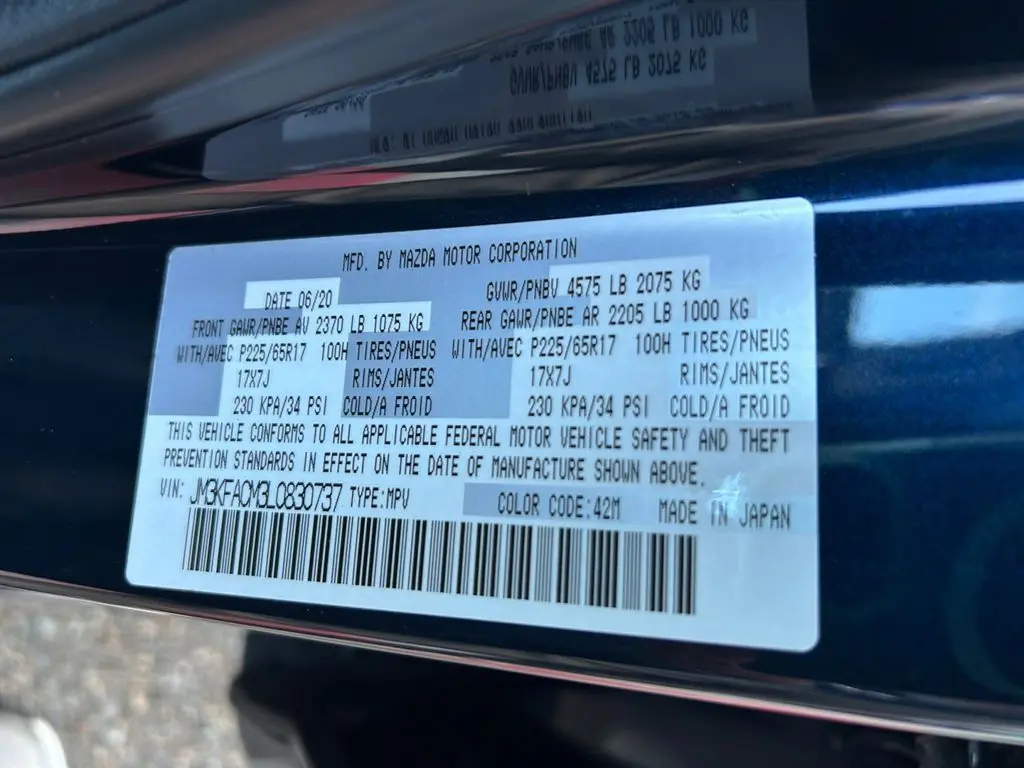 MFD. BY MAZDA MOTOR CORPORATION
DATE 06/20 GVWR/PNBV 4575 LB 2075 KG
FRONT GAWR/PNBE AV 2370 LB 1075 KG REAR GAWR/PNBE AR 2205 LB 1000 KG
WITH/AVEC P225/65R17 100H TIRES/PNEUS WITH/AVEC P225/65R17 100H TIRES/PNEUS
17X7J RIMS/JANTES 17X7J RIMS/JANTES
230 KPA/34 PSI COLD/A FROID 230 KPA/34 PSI COLD/A FROID
THIS VEHICLE CONFORMS TO ALL APPLICABLE FEDERAL MOTOR VEHICLE SAFETY AND THEFT
PREVENTION STANDARDS IN EFFECT ON THE DATE OF MANUFACTURE SHOWN ABOVE.
VIN: JM3KFACM3L0830737 TYPE:MPV COLOR CODE:42M MADE IN JAPAN